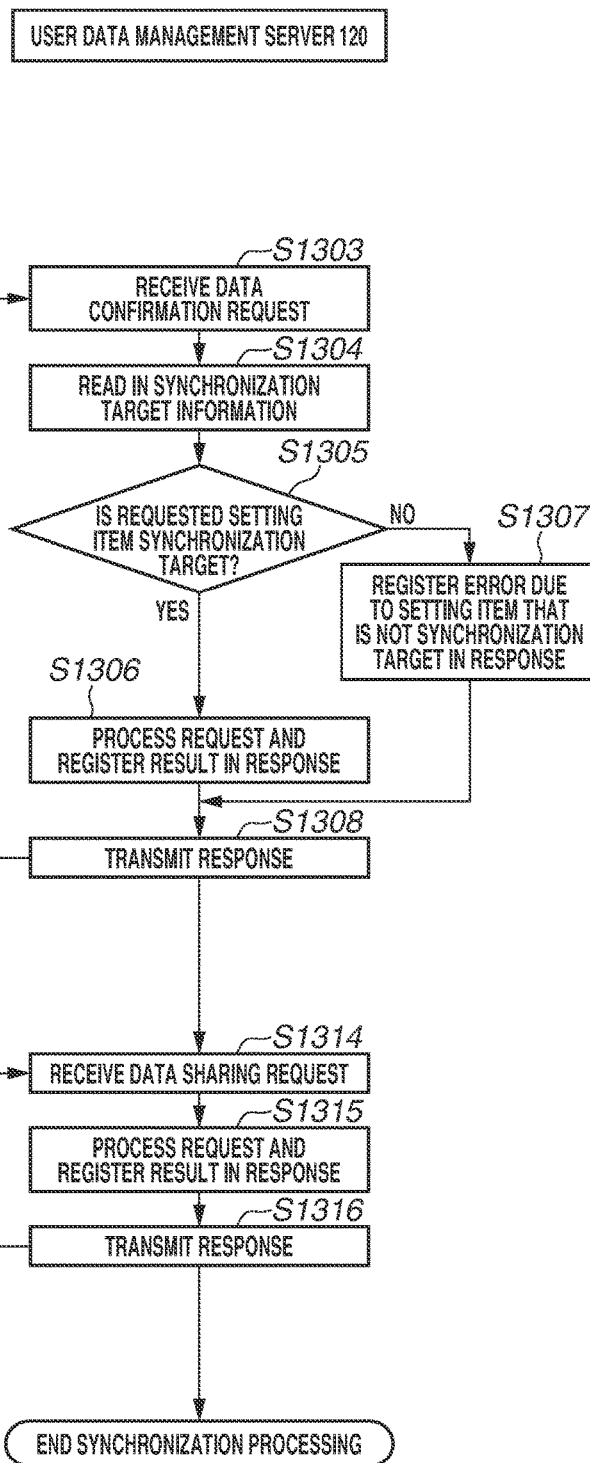 USER DATA MANAGEMENT SERVER 120
S1303
RECEIVE DATA
CONFIRMATION REQUEST
S1304
READ IN SYNCHRONIZATION
TARGET INFORMATION
S1305
IS REQUESTED SETTING
ITEM SYNCHRONIZATION
TARGET?
NO
YES
S1307
REGISTER ERROR DUE
TO SETTING ITEM THAT
IS NOT SYNCHRONIZATION
TARGET IN RESPONSE
S1306
PROCESS REQUEST AND
REGISTER RESULT IN RESPONSE
S1308
TRANSMIT RESPONSE
S1314
RECEIVE DATA SHARING REQUEST
S1315
PROCESS REQUEST AND
REGISTER RESULT IN RESPONSE
S1316
TRANSMIT RESPONSE
END SYNCHRONIZATION PROCESSING